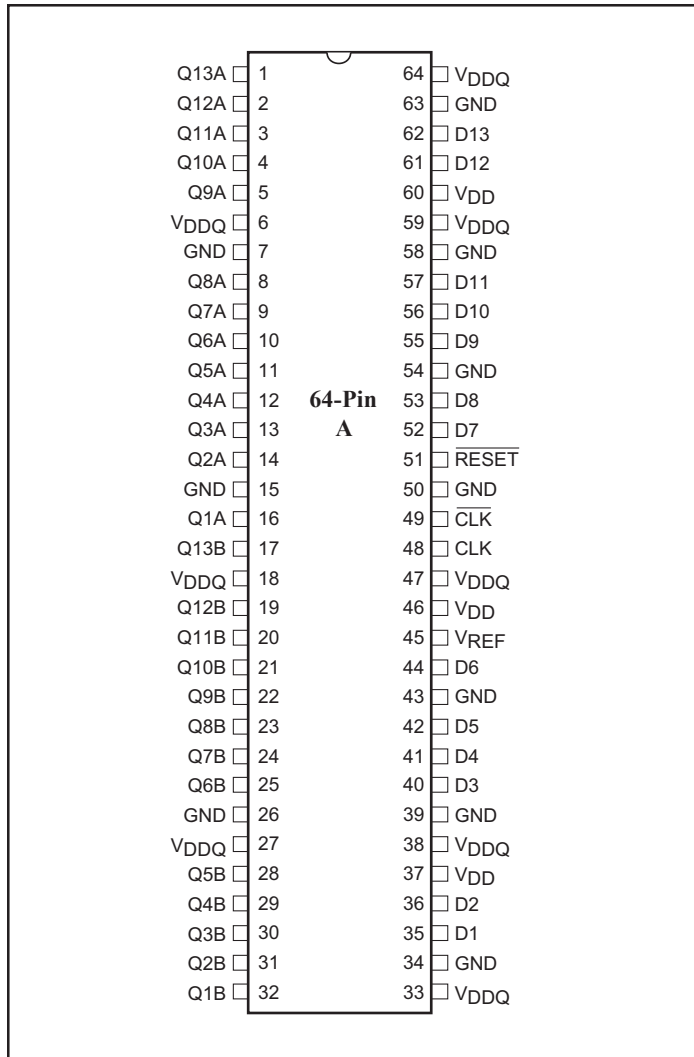 Q13A 1 64 VDDQ
Q12A 2 63 GND
Q11A 3 62 D13
Q10A 4 61 D12
Q9A 5 60 VDD
VDDQ 6 59 VDDQ
GND 7 58 GND
Q8A 8 57 D11
Q7A 9 56 D10
Q6A 10 55 D9
Q5A 11 54 GND
Q4A 12 64-Pin 53 D8
Q3A 13 A 52 D7
Q2A 14 51 RESET
GND 15 50 GND
Q1A 16 49 CLK
Q13B 17 48 CLK
VDDQ 18 47 VDDQ
Q12B 19 46 VDD
Q11B 20 45 VREF
Q10B 21 44 D6
Q9B 22 43 GND
Q8B 23 42 D5
Q7B 24 41 D4
Q6B 25 40 D3
GND 26 39 GND
VDDQ 27 38 VDDQ
Q5B 28 37 VDD
Q4B 29 36 D2
Q3B 30 35 D1
Q2B 31 34 GND
Q1B 32 33 VDDQ